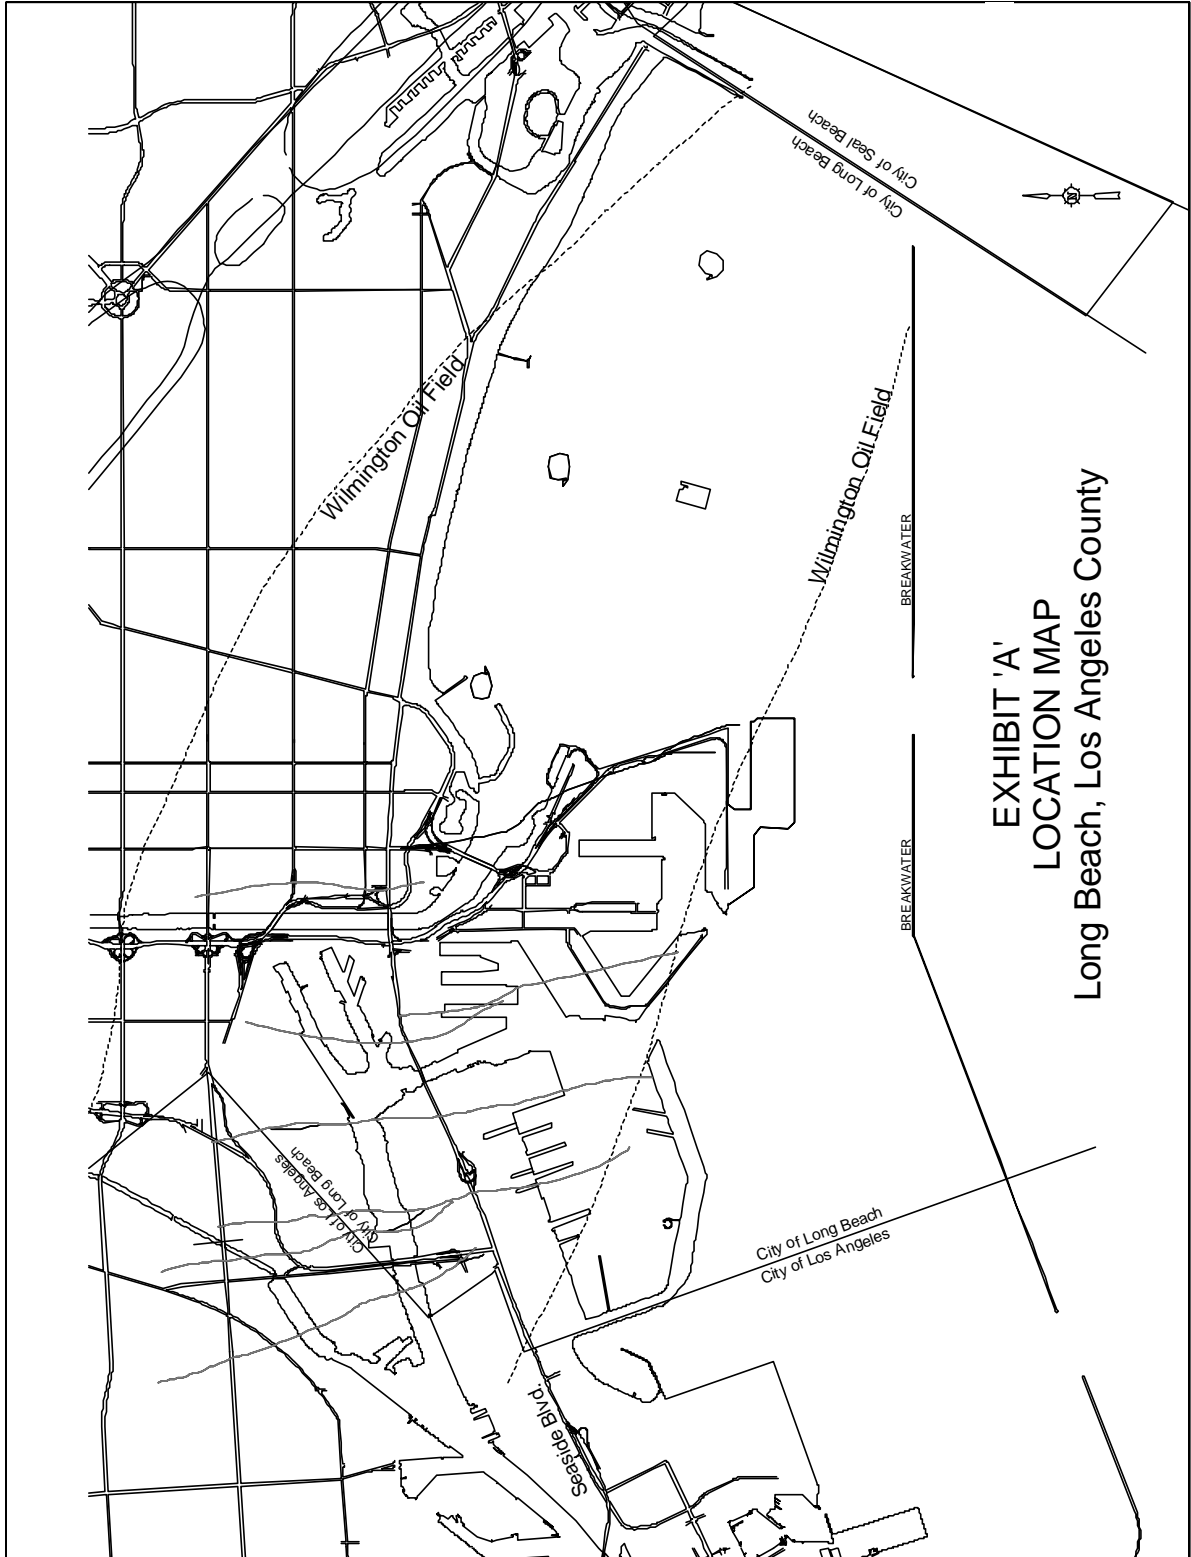 City of Seal Beach
City of Long Beach
N
Wilmington Oil Field
Wilmington Oil Field
BREAKWATER
BREAKWATER
EXHIBIT 'A'
LOCATION MAP
Long Beach, Los Angeles County
City of Los Angeles
City of Long Beach
City of Long Beach
City of Los Angeles
Seaside Blvd.